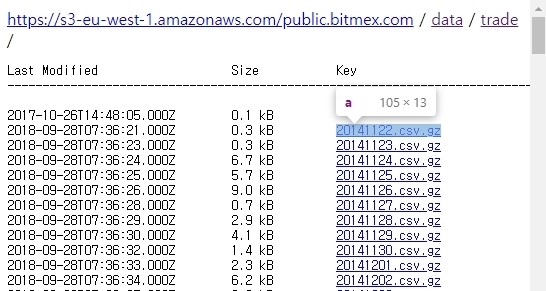 https://s3-eu-west-1.amazonaws.com/public.bitmex.com / data / trade
/
Last Modified Size Key
--------------------------------------------------------------------------------
a 105 × 13
2017-10-26T14:48:05.000Z 0.1 kB
2018-09-28T07:36:21.000Z 0.3 kB 20141122.csv.gz
2018-09-28T07:36:23.000Z 0.3 kB 20141123.csv.gz
2018-09-28T07:36:24.000Z 6.7 kB 20141124.csv.gz
2018-09-28T07:36:25.000Z 5.7 kB 20141125.csv.gz
2018-09-28T07:36:26.000Z 9.0 kB 20141126.csv.gz
2018-09-28T07:36:28.000Z 0.7 kB 20141127.csv.gz
2018-09-28T07:36:29.000Z 2.9 kB 20141128.csv.gz
2018-09-28T07:36:30.000Z 4.1 kB 20141129.csv.gz
2018-09-28T07:36:32.000Z 1.4 kB 20141130.csv.gz
2018-09-28T07:36:33.000Z 2.3 kB 20141201.csv.gz
2018-09-28T07:36:34.000Z 6.2 kB 20141202.csv.gz